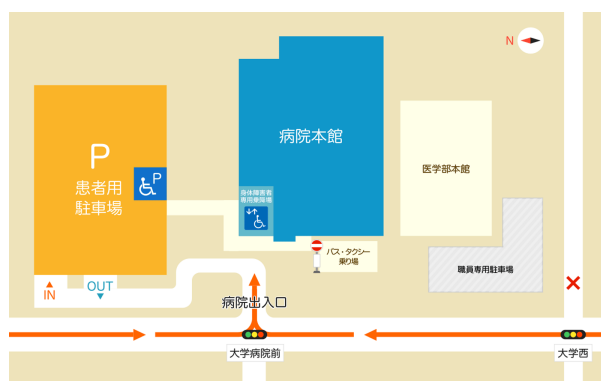 N
病院本館
P
患者用
駐車場
P
医学部本館
身体障害者
専用乗降場
バス・タクシー
乗り場
職員専用駐車場
IN
OUT
病院出入口
大学病院前
大学西